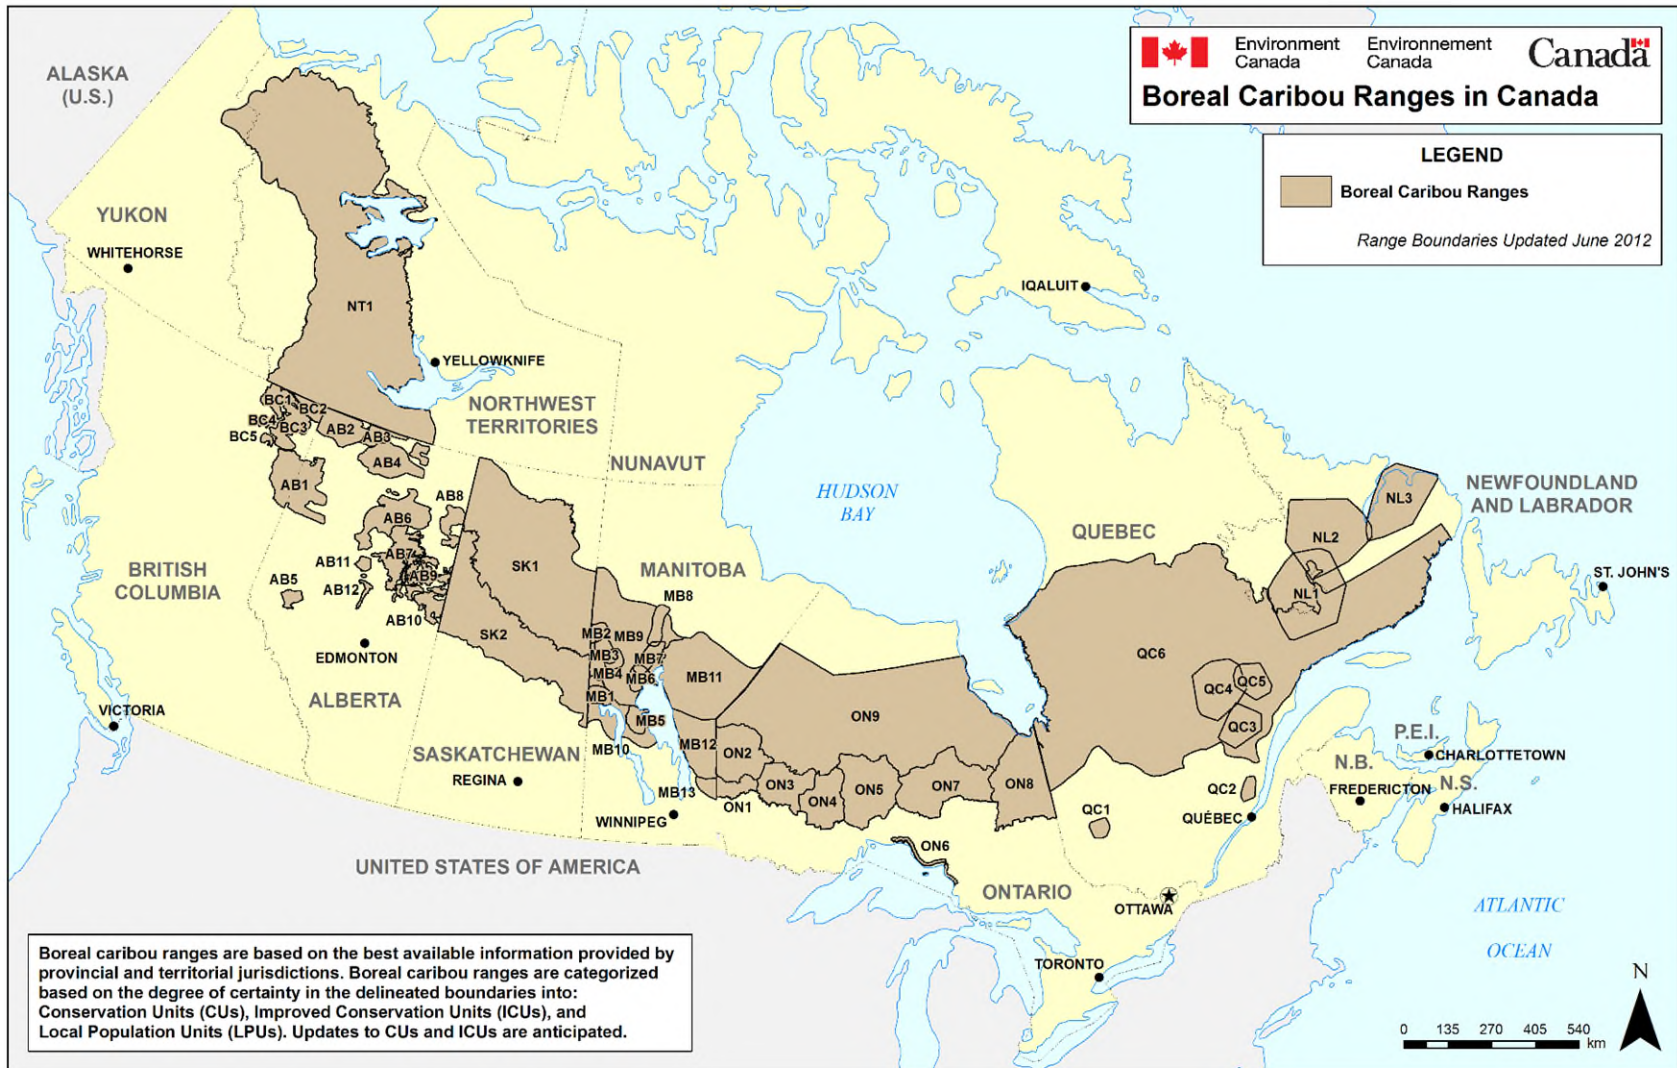 Environment
Canada
Environnement
Canada
Canada
Boreal Caribou Ranges in Canada
LEGEND
Boreal Caribou Ranges
Range Boundaries Updated June 2012
ALASKA
(U.S.)
YUKON
WHITEHORSE
NT1
IQALUIT
YELLOWKNIFE
NORTHWEST
TERRITORIES
NUNAVUT
BC1
BC2
BC4
BC3
BC5
AB2
AB3
AB4
AB1
AB8
AB6
AB7
AB11
AB9
AB5
AB12
AB10
BRITISH
COLUMBIA
EDMONTON
ALBERTA
VICTORIA
SK1
SK2
SASKATCHEWAN
REGINA
MANITOBA
MB8
MB2
MB9
MB3
MB7
MB4
MB6
MB1
MB11
MB5
MB10
MB12
MB13
WINNIPEG
HUDSON
BAY
ON9
ON2
ON1
ON3
ON4
ON5
ON7
ON8
ON6
ONTARIO
OTTAWA
TORONTO
QUEBEC
QC6
QC4
QC5
QC3
QC2
QC1
QUÉBEC
NL3
NL2
NL1
NEWFOUNDLAND
AND LABRADOR
ST. JOHN'S
P.E.I.
CHARLOTTETOWN
N.B.
FREDERICTON
N.S.
HALIFAX
UNITED STATES OF AMERICA
ATLANTIC
OCEAN
Boreal caribou ranges are based on the best available information provided by
provincial and territorial jurisdictions. Boreal caribou ranges are categorized
based on the degree of certainty in the delineated boundaries into:
Conservation Units (CUs), Improved Conservation Units (ICUs), and
Local Population Units (LPUs). Updates to CUs and ICUs are anticipated.
N
0 135 270 405 540
km